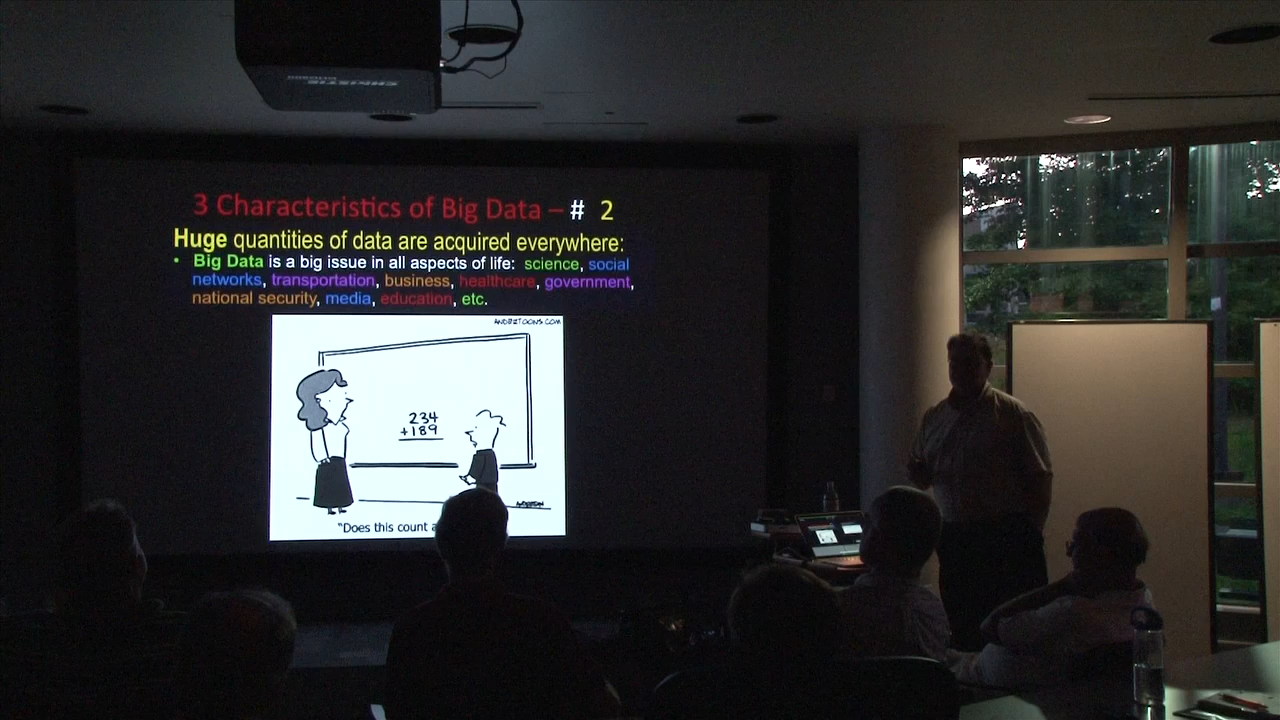 CHRISTIE
3 Characteristics of Big Data – # 2
Huge quantities of data are acquired everywhere:
• Big Data is a big issue in all aspects of life: science, social
networks, transportation, business, healthcare, government,
national security, media, education, etc.
ANDERTOONS.COM
234
+189
ANDERSON
"Does this count a